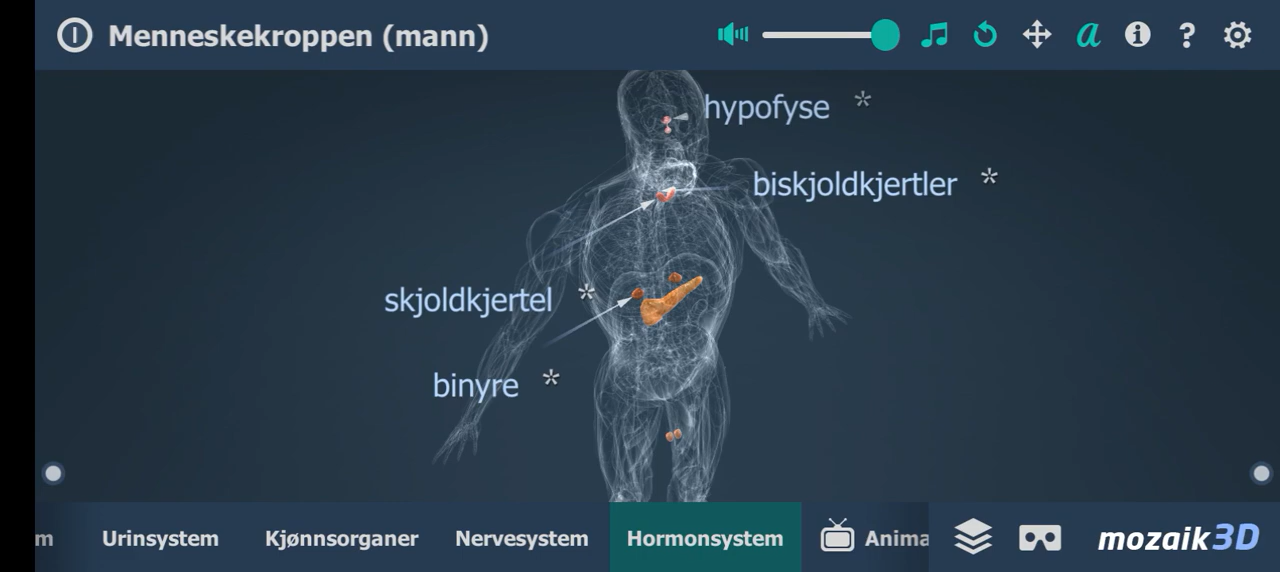 Menneskekroppen (mann)
hypofyse *
biskjoldkjertler *
skjoldkjertel *
binyre *
m Urinsystem Kjønnsorganer Nervesystem Hormonsystem Anima mozaik3D